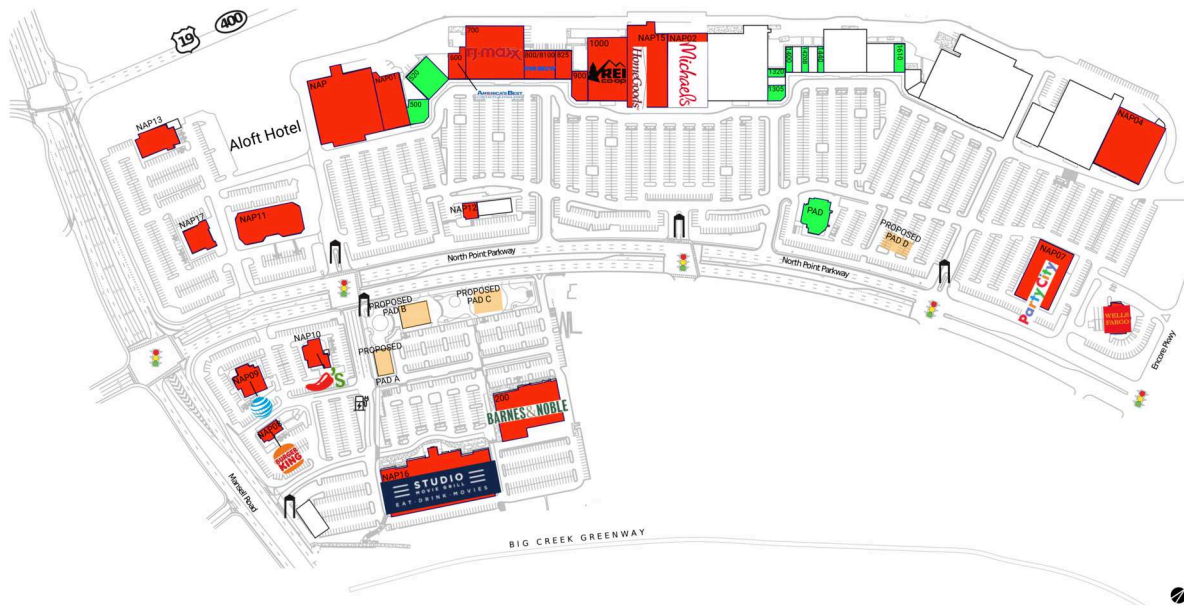 19
400
NAP
NAP01
500
600
700
TJ-maxx
800/8100
825
AMERICA'S BEST
900
1000
REI
CO-OP
NAP15
HomeGoods
NAP02
Michaels
1320
1305
1400
1440
1610
NAP04
NAP13
Aloft Hotel
NAP17
NAP11
NAP12
PAD
PROPOSED
PAD D
NAP07
Party City
WELLS
FARGO
North Point Parkway
North Point Parkway
Encore Pkwy
PROPOSED
PAD B
PROPOSED
PAD C
PROPOSED
PAD A
NAP10
'S
NAP09
BURGER
KING
200
BARNES & NOBLE
NAP16
STUDIO
MOVIE GRILL
EAT · DRINK · MOVIES
Mansell Road
BIG CREEK GREENWAY